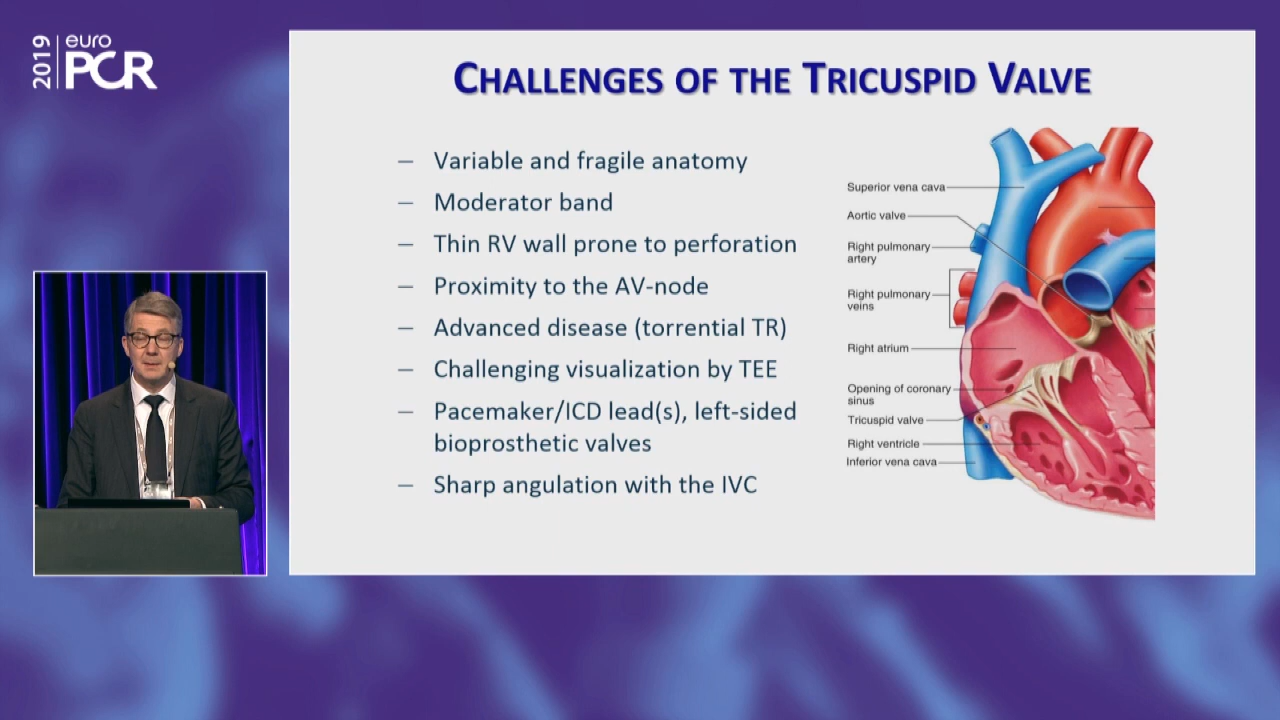 2019
euro
PCR
CHALLENGES OF THE TRICUSPID VALVE
– Variable and fragile anatomy
– Moderator band
– Thin RV wall prone to perforation
– Proximity to the AV-node
– Advanced disease (torrential TR)
– Challenging visualization by TEE
– Pacemaker/ICD lead(s), left-sided
bioprosthetic valves
– Sharp angulation with the IVC
Superior vena cava
Aortic valve
Right pulmonary
artery
Right pulmonary
veins
Right atrium
Opening of coronary
sinus
Tricuspid valve
Right ventricle
Inferior vena cava